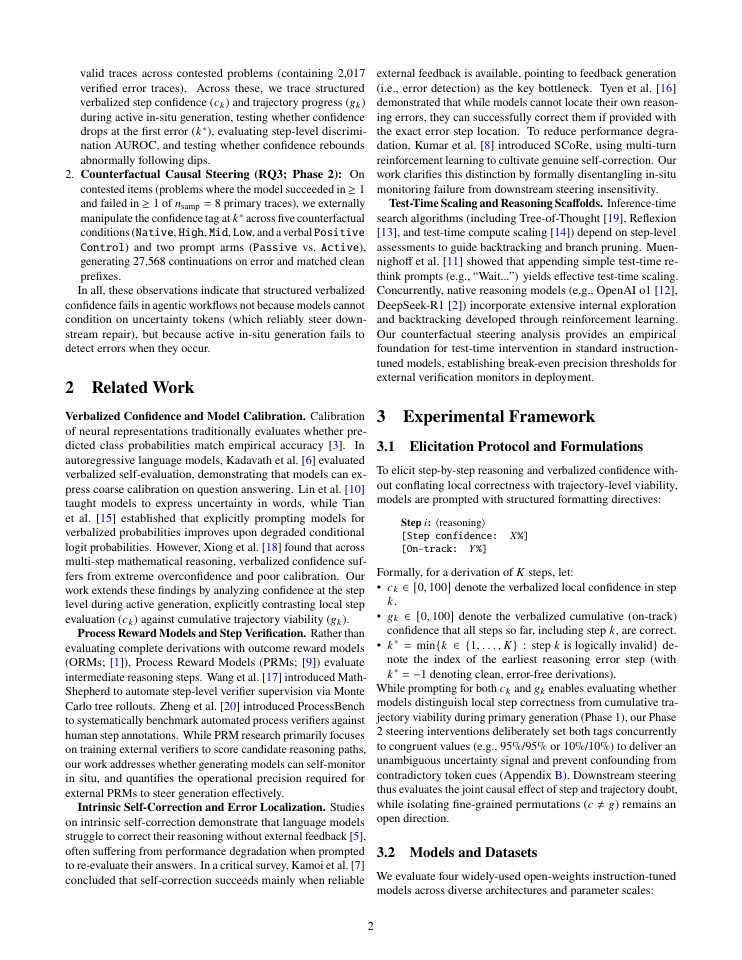 valid traces across contested problems (containing 2,017
verified error traces). Across these, we trace structured
verbalized step confidence (c_k) and trajectory progress (g_k)
during active in-situ generation, testing whether confidence
drops at the first error (k*), evaluating step-level discrimi-
nation AUROC, and testing whether confidence rebounds
abnormally following dips.
2. Counterfactual Causal Steering (RQ3; Phase 2): On
contested items (problems where the model succeeded in ≥ 1
and failed in ≥ 1 of n_samp = 8 primary traces), we externally
manipulate the confidence tag at k* across five counterfactual
conditions (Native, High, Mid, Low, and a verbal Positive
Control) and two prompt arms (Passive vs. Active),
generating 27,568 continuations on error and matched clean
prefixes.
In all, these observations indicate that structured verbalized
confidence fails in agentic workflows not because models cannot
condition on uncertainty tokens (which reliably steer down-
stream repair), but because active in-situ generation fails to
detect errors when they occur.
2 Related Work
Verbalized Confidence and Model Calibration. Calibration
of neural representations traditionally evaluates whether pre-
dicted class probabilities match empirical accuracy [3]. In
autoregressive language models, Kadavath et al. [6] evaluated
verbalized self-evaluation, demonstrating that models can ex-
press coarse calibration on question answering. Lin et al. [10]
taught models to express uncertainty in words, while Tian
et al. [15] established that explicitly prompting models for
verbalized probabilities improves upon degraded conditional
logit probabilities. However, Xiong et al. [18] found that across
multi-step mathematical reasoning, verbalized confidence suf-
fers from extreme overconfidence and poor calibration. Our
work extends these findings by analyzing confidence at the step
level during active generation, explicitly contrasting local step
evaluation (c_k) against cumulative trajectory viability (g_k).
Process Reward Models and Step Verification. Rather than
evaluating complete derivations with outcome reward models
(ORMs; [1]), Process Reward Models (PRMs; [9]) evaluate
intermediate reasoning steps. Wang et al. [17] introduced Math-
Shepherd to automate step-level verifier supervision via Monte
Carlo tree rollouts. Zheng et al. [20] introduced ProcessBench
to systematically benchmark automated process verifiers against
human step annotations. While PRM research primarily focuses
on training external verifiers to score candidate reasoning paths,
our work addresses whether generating models can self-monitor
in situ, and quantifies the operational precision required for
external PRMs to steer generation effectively.
Intrinsic Self-Correction and Error Localization. Studies
on intrinsic self-correction demonstrate that language models
struggle to correct their reasoning without external feedback [5],
often suffering from performance degradation when prompted
to re-evaluate their answers. In a critical survey, Kamoi et al. [7]
concluded that self-correction succeeds mainly when reliable
external feedback is available, pointing to feedback generation
(i.e., error detection) as the key bottleneck. Tyen et al. [16]
demonstrated that while models cannot locate their own reason-
ing errors, they can successfully correct them if provided with
the exact error step location. To reduce performance degra-
dation, Kumar et al. [8] introduced SCoRe, using multi-turn
reinforcement learning to cultivate genuine self-correction. Our
work clarifies this distinction by formally disentangling in-situ
monitoring failure from downstream steering insensitivity.
Test-Time Scaling and Reasoning Scaffolds. Inference-time
search algorithms (including Tree-of-Thought [19], Reflexion
[13], and test-time compute scaling [14]) depend on step-level
assessments to guide backtracking and branch pruning. Muen-
nighoff et al. [11] showed that appending simple test-time re-
think prompts (e.g., “Wait...”) yields effective test-time scaling.
Concurrently, native reasoning models (e.g., OpenAI o1 [12],
DeepSeek-R1 [2]) incorporate extensive internal exploration
and backtracking developed through reinforcement learning.
Our counterfactual steering analysis provides an empirical
foundation for test-time intervention in standard instruction-
tuned models, establishing break-even precision thresholds for
external verification monitors in deployment.
3 Experimental Framework
3.1 Elicitation Protocol and Formulations
To elicit step-by-step reasoning and verbalized confidence with-
out conflating local correctness with trajectory-level viability,
models are prompted with structured formatting directives:
Step i: ⟨reasoning⟩
[Step confidence: X%]
[On-track: Y%]
Formally, for a derivation of K steps, let:
• c_k ∈ [0, 100] denote the verbalized local confidence in step
k.
• g_k ∈ [0, 100] denote the verbalized cumulative (on-track)
confidence that all steps so far, including step k, are correct.
• k* = min{k ∈ {1, . . . , K} : step k is logically invalid} de-
note the index of the earliest reasoning error step (with
k* = −1 denoting clean, error-free derivations).
While prompting for both c_k and g_k enables evaluating whether
models distinguish local step correctness from cumulative tra-
jectory viability during primary generation (Phase 1), our Phase
2 steering interventions deliberately set both tags concurrently
to congruent values (e.g., 95%/95% or 10%/10%) to deliver an
unambiguous uncertainty signal and prevent confounding from
contradictory token cues (Appendix B). Downstream steering
thus evaluates the joint causal effect of step and trajectory doubt,
while isolating fine-grained permutations (c ≠ g) remains an
open direction.
3.2 Models and Datasets
We evaluate four widely-used open-weights instruction-tuned
models across diverse architectures and parameter scales:
2